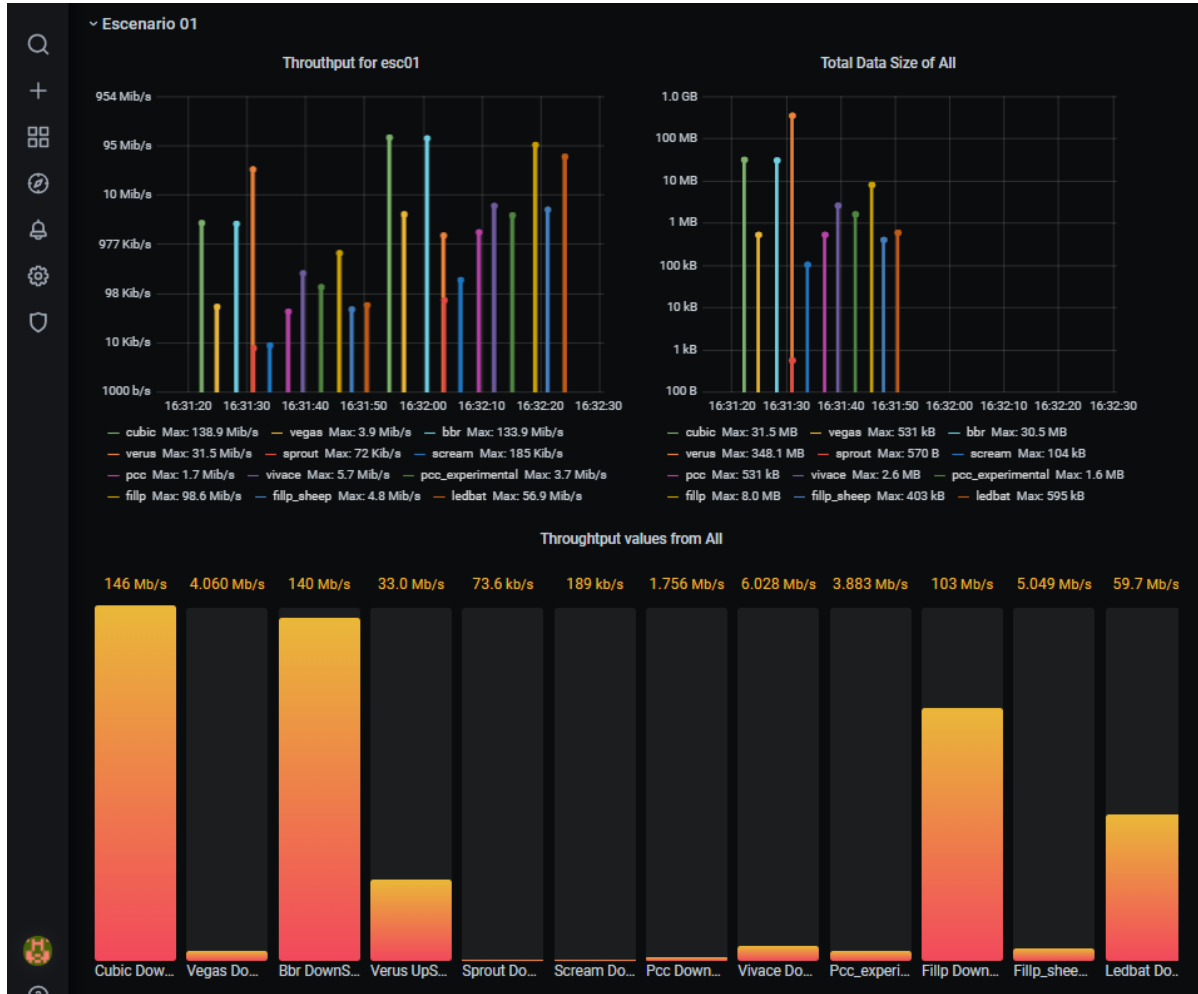 Escenario 01
Throuthput for esc01
954 Mib/s
95 Mib/s
10 Mib/s
977 Kib/s
98 Kib/s
10 Kib/s
1000 b/s
16:31:20 16:31:30 16:31:40 16:31:50 16:32:00 16:32:10 16:32:20 16:32:30
cubic Max: 138.9 Mib/s vegas Max: 3.9 Mib/s bbr Max: 133.9 Mib/s
verus Max: 31.5 Mib/s sprout Max: 72 Kib/s scream Max: 185 Kib/s
pcc Max: 1.7 Mib/s vivace Max: 5.7 Mib/s pcc_experimental Max: 3.7 Mib/s
fillp Max: 98.6 Mib/s fillp_sheep Max: 4.8 Mib/s ledbat Max: 56.9 Mib/s
Total Data Size of All
1.0 GB
100 MB
10 MB
1 MB
100 kB
10 kB
1 kB
100 B
16:31:20 16:31:30 16:31:40 16:31:50 16:32:00 16:32:10 16:32:20 16:32:30
cubic Max: 31.5 MB vegas Max: 531 kB bbr Max: 30.5 MB
verus Max: 348.1 MB sprout Max: 570 B scream Max: 104 kB
pcc Max: 531 kB vivace Max: 2.6 MB pcc_experimental Max: 1.6 MB
fillp Max: 8.0 MB fillp_sheep Max: 403 kB ledbat Max: 595 kB
Throughtput values from All
146 Mb/s 4.060 Mb/s 140 Mb/s 33.0 Mb/s 73.6 kb/s 189 kb/s 1.756 Mb/s 6.028 Mb/s 3.883 Mb/s 103 Mb/s 5.049 Mb/s 59.7 Mb/s
Cubic Dow... Vegas Do... Bbr DownS... Verus UpS... Sprout Do... Scream Do... Pcc Down... Vivace Do... Pcc_experi... Fillp Down... Fillp_shee... Ledbat Do...